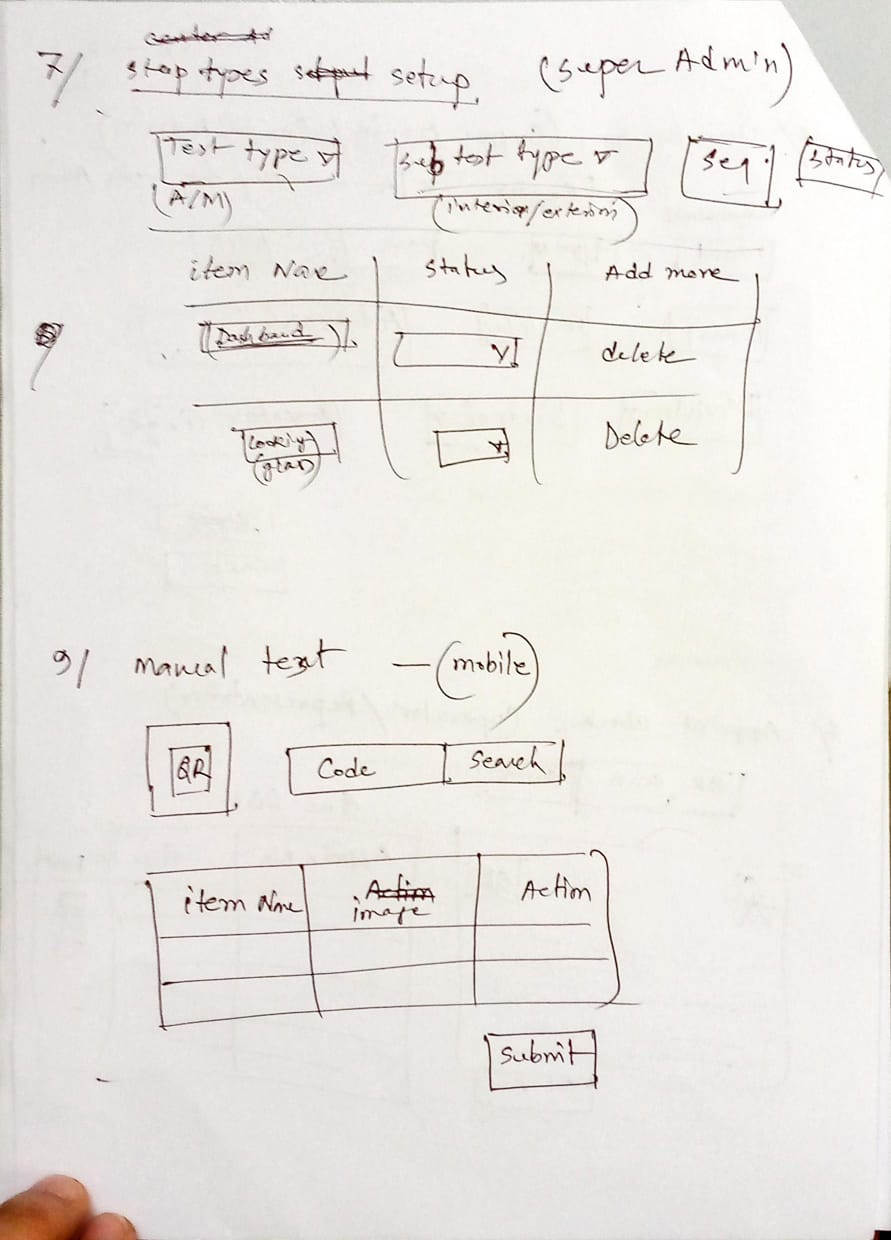 7/ step types setup (super Admin)
Test type sub test type seq. status
(A/M) (interior/exterior)
item Name status Add more
Dashboard delete
Looking Delete
(glass)
9/ manual test — (mobile)
QR Code Search
item Name image Action
Submit